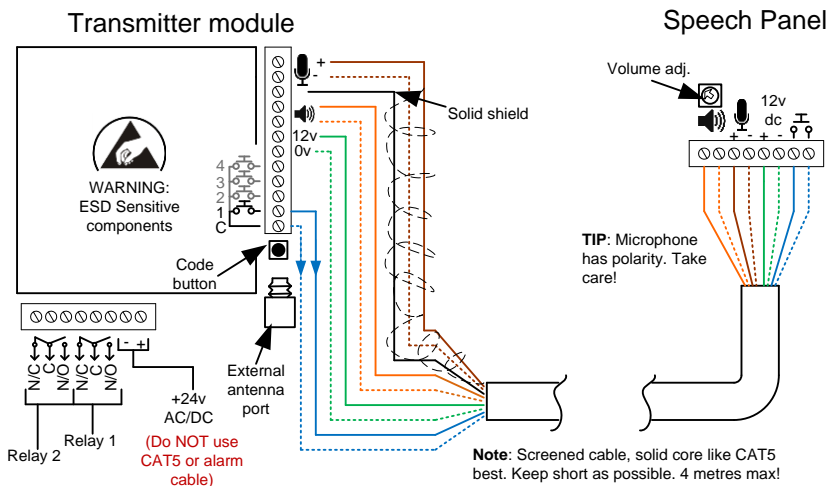 Transmitter module
Speech Panel
+
-
Solid shield
12v
0v
4
3
2
1
C
WARNING:
ESD Sensitive
components
Code
button
External
antenna
port
N/C
C
N/O
N/C
C
N/O
- +
+24v
AC/DC
(Do NOT use
CAT5 or alarm
cable)
Relay 2
Relay 1
Volume adj.
12v
dc
+ - + -
TIP: Microphone
has polarity. Take
care!
Note: Screened cable, solid core like CAT5
best. Keep short as possible. 4 metres max!